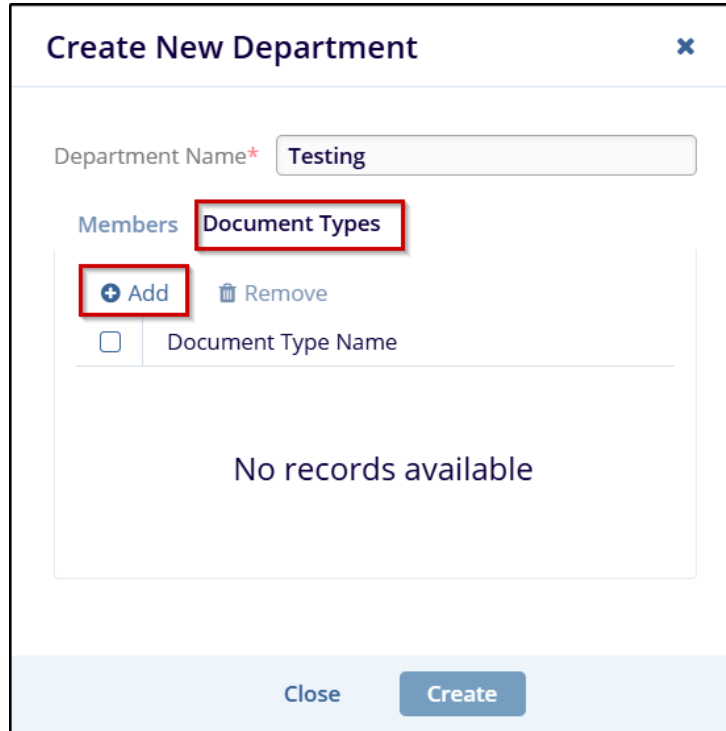 Create New Department
Department Name* Testing
Members Document Types
Add Remove
Document Type Name
No records available
Close Create